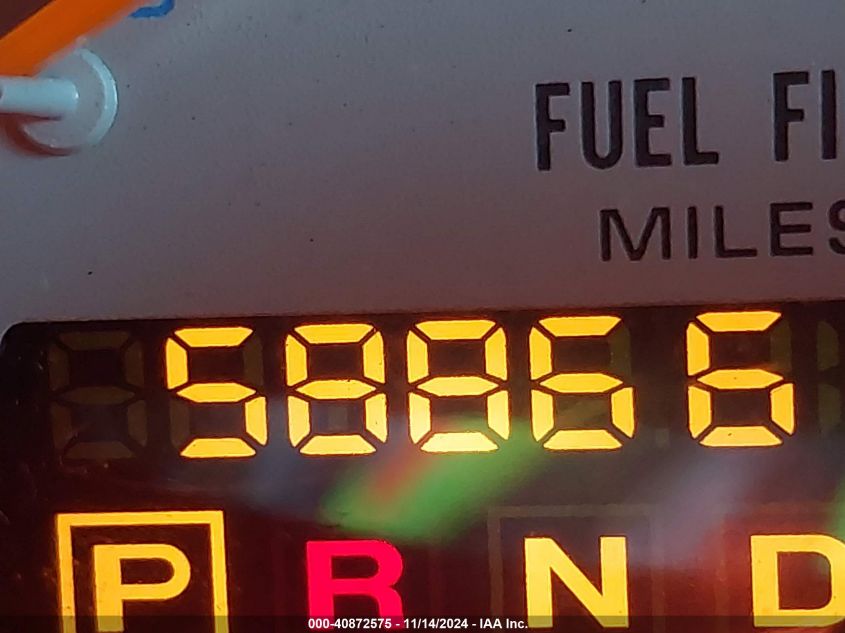 FUEL FI
MILES
58866
P R N D
000-40872575 - 11/14/2024 - IAA Inc.